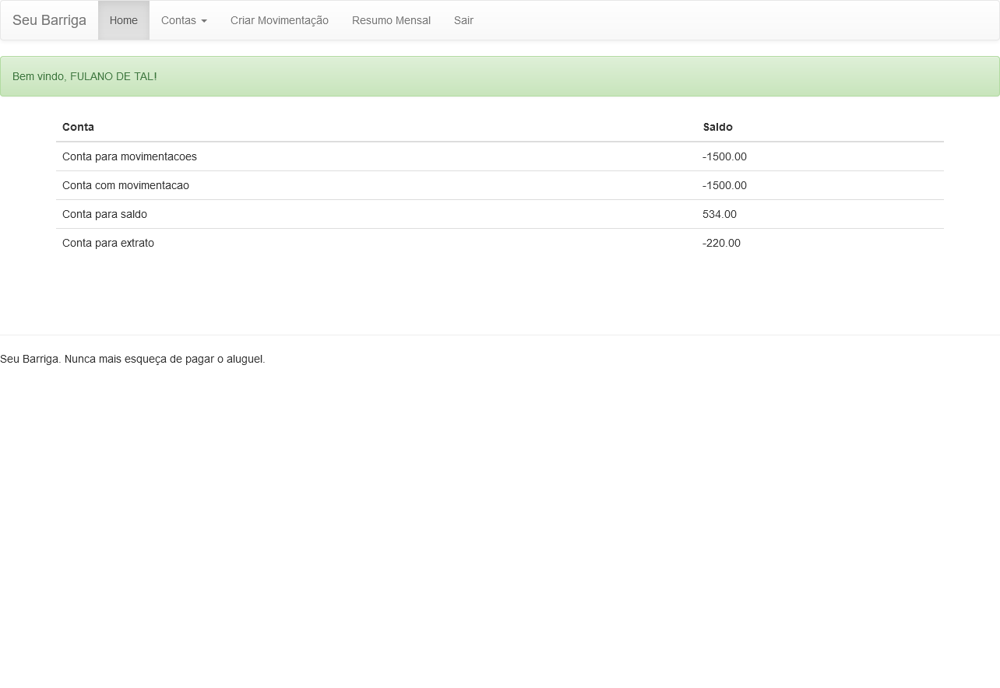 Seu Barriga Home Contas Criar Movimentação Resumo Mensal Sair
Bem vindo, FULANO DE TAL!
Conta Saldo
Conta para movimentacoes -1500.00
Conta com movimentacao -1500.00
Conta para saldo 534.00
Conta para extrato -220.00
Seu Barriga. Nunca mais esqueça de pagar o aluguel.